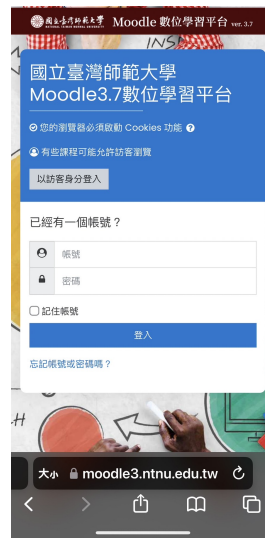 國立臺灣師範大學 Moodle 數位學習平台 ver. 3.7
INS
國立臺灣師範大學
Moodle3.7數位學習平台
您的瀏覽器必須啟動 Cookies 功能
有些課程可能允許訪客瀏覽
以訪客身分登入
已經有一個帳號？
帳號
密碼
記住帳號
登入
忘記帳號或密碼嗎？
大小 moodle3.ntnu.edu.tw